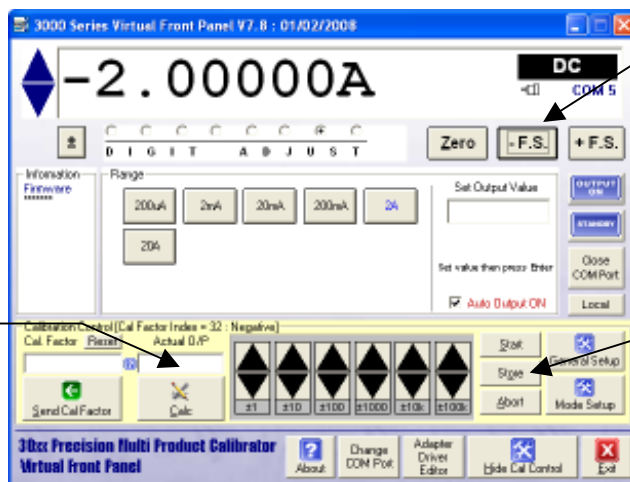 3000 Series Virtual Front Panel V7.8 : 01/02/2008
-2.00000A
DC
COM 5
±
DIGIT ADJUST
Zero
- F.S.
+ F.S.
Information
Firmware
Range
200uA
2mA
20mA
200mA
2A
20A
Set Output Value
Set value then press Enter
Auto Output ON
OUTPUT ON
STANDBY
Close COM Port
Local
Calibration Control (Cal Factor Index = 32 : Negative)
Cal. Factor
Reset
Actual O/P
Send Cal Factor
Calc
±1
±10
±100
±1000
±10k
±100k
Start
Store
Abort
General Setup
Mode Setup
30xx Precision Multi Product Calibrator
Virtual Front Panel
About
Change COM Port
Adapter Driver Editor
Hide Cal Control
Exit